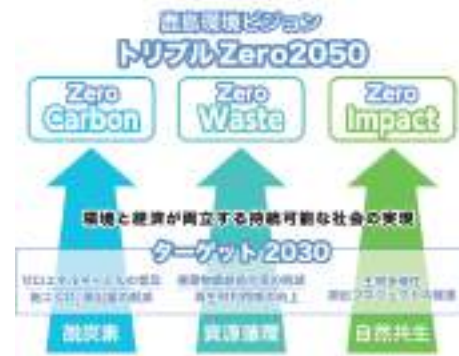 鹿島環境ビジョン
トリプルZero2050
Zero
Carbon
Zero
Waste
Zero
Impact
環境と経済が両立する持続可能な社会の実現
ターゲット2030
脱炭素
資源循環
自然共生